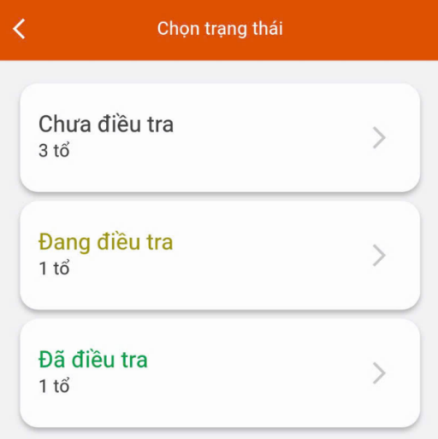 Chọn trạng thái
Chưa điều tra
3 tổ
Đang điều tra
1 tổ
Đã điều tra
1 tổ